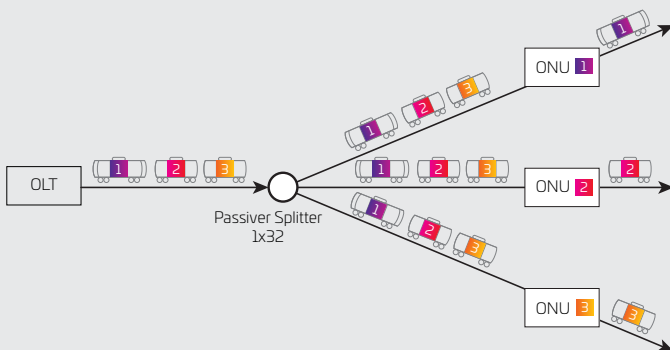 1
1 2 3
ONU 1
1 2 3
1 2 3
2
OLT
ONU 2
Passiver Splitter
1x32
1 2 3
ONU 3
3